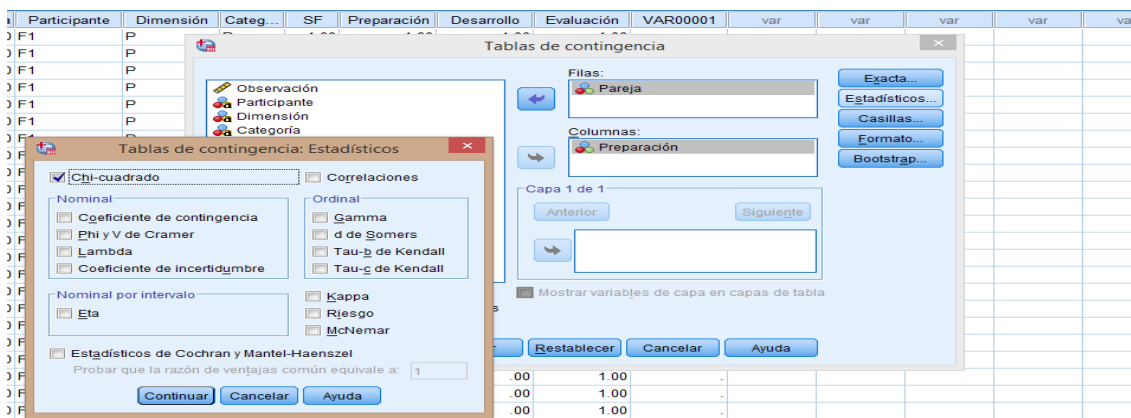 Participante Dimensión Categ... SF Preparación Desarrollo Evaluación VAR00001 var var var var
F1 P
F1 P
F1 P
F1 P
F1 P
F1 P
Tablas de contingencia
Observación
Participante
Dimensión
Categoría
Filas:
Pareja
Columnas:
Preparación
Capa 1 de 1
Anterior Siguiente
Mostrar variables de capa en capas de tabla
Exacta...
Estadísticos...
Casillas...
Formato...
Bootstrap...
Restablecer Cancelar Ayuda
Tablas de contingencia: Estadísticos
Chi-cuadrado Correlaciones
Nominal
Coeficiente de contingencia
Phi y V de Cramer
Lambda
Coeficiente de incertidumbre
Ordinal
Gamma
d de Somers
Tau-b de Kendall
Tau-c de Kendall
Nominal por intervalo
Eta
Kappa
Riesgo
McNemar
Estadísticos de Cochran y Mantel-Haenszel
Probar que la razón de ventajas común equivale a: 1
Continuar Cancelar Ayuda
.00 1.00 .
.00 1.00 .
.00 1.00 .